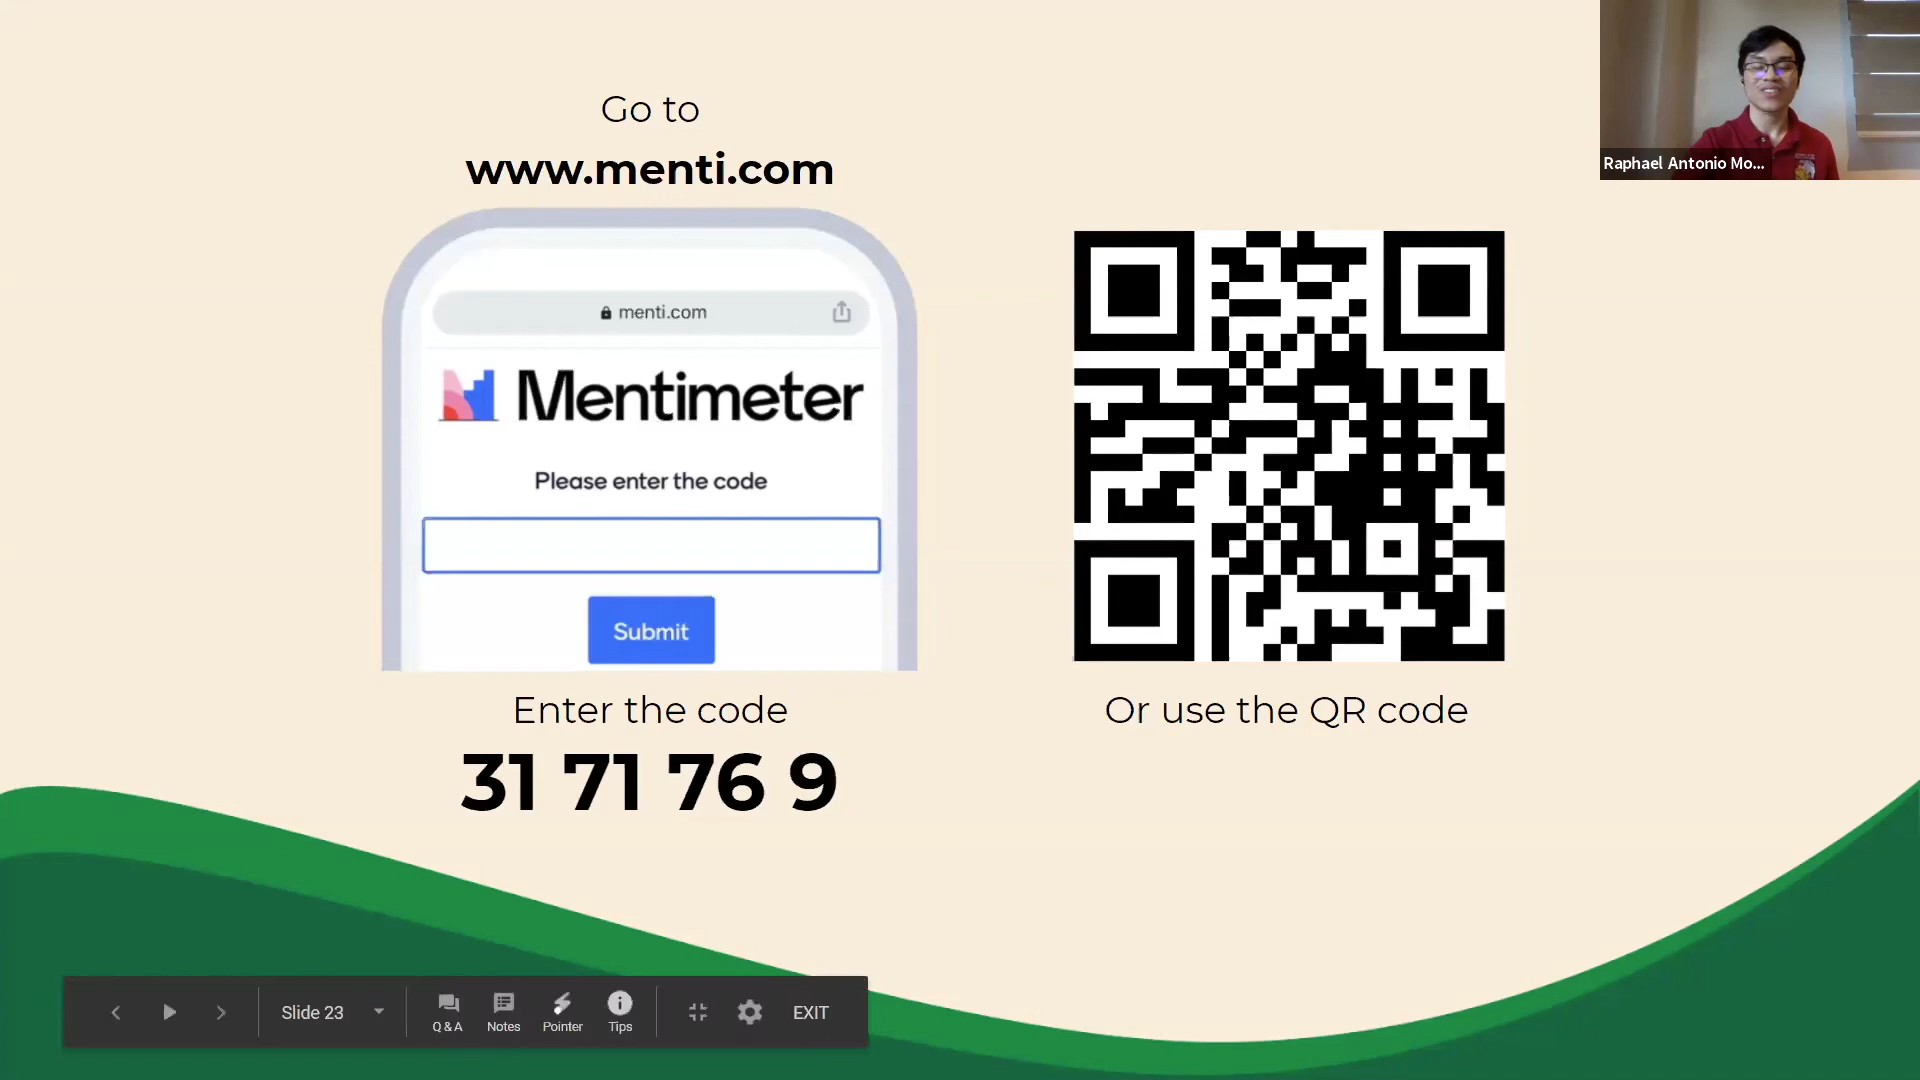 Go to
www.menti.com
menti.com
Mentimeter
Please enter the code
Submit
Enter the code
31 71 76 9
Or use the QR code
Raphael Antonio Mo...
Slide 23
Q & A
Notes
Pointer
Tips
EXIT